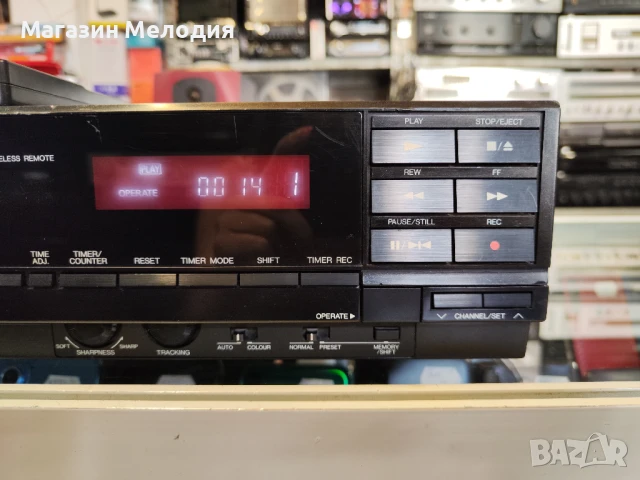 Магазин Мелодия
PLAY STOP/EJECT
ELESS REMOTE
PLAY
OPERATE 0014 1
REW FF
PAUSE/STILL REC
TIME ADJ. TIMER/COUNTER RESET TIMER MODE SHIFT TIMER REC
OPERATE
CHANNEL/SET
SOFT SHARPNESS SHARP TRACKING AUTO COLOUR NORMAL PRESET MEMORY/SHIFT
BAZAR